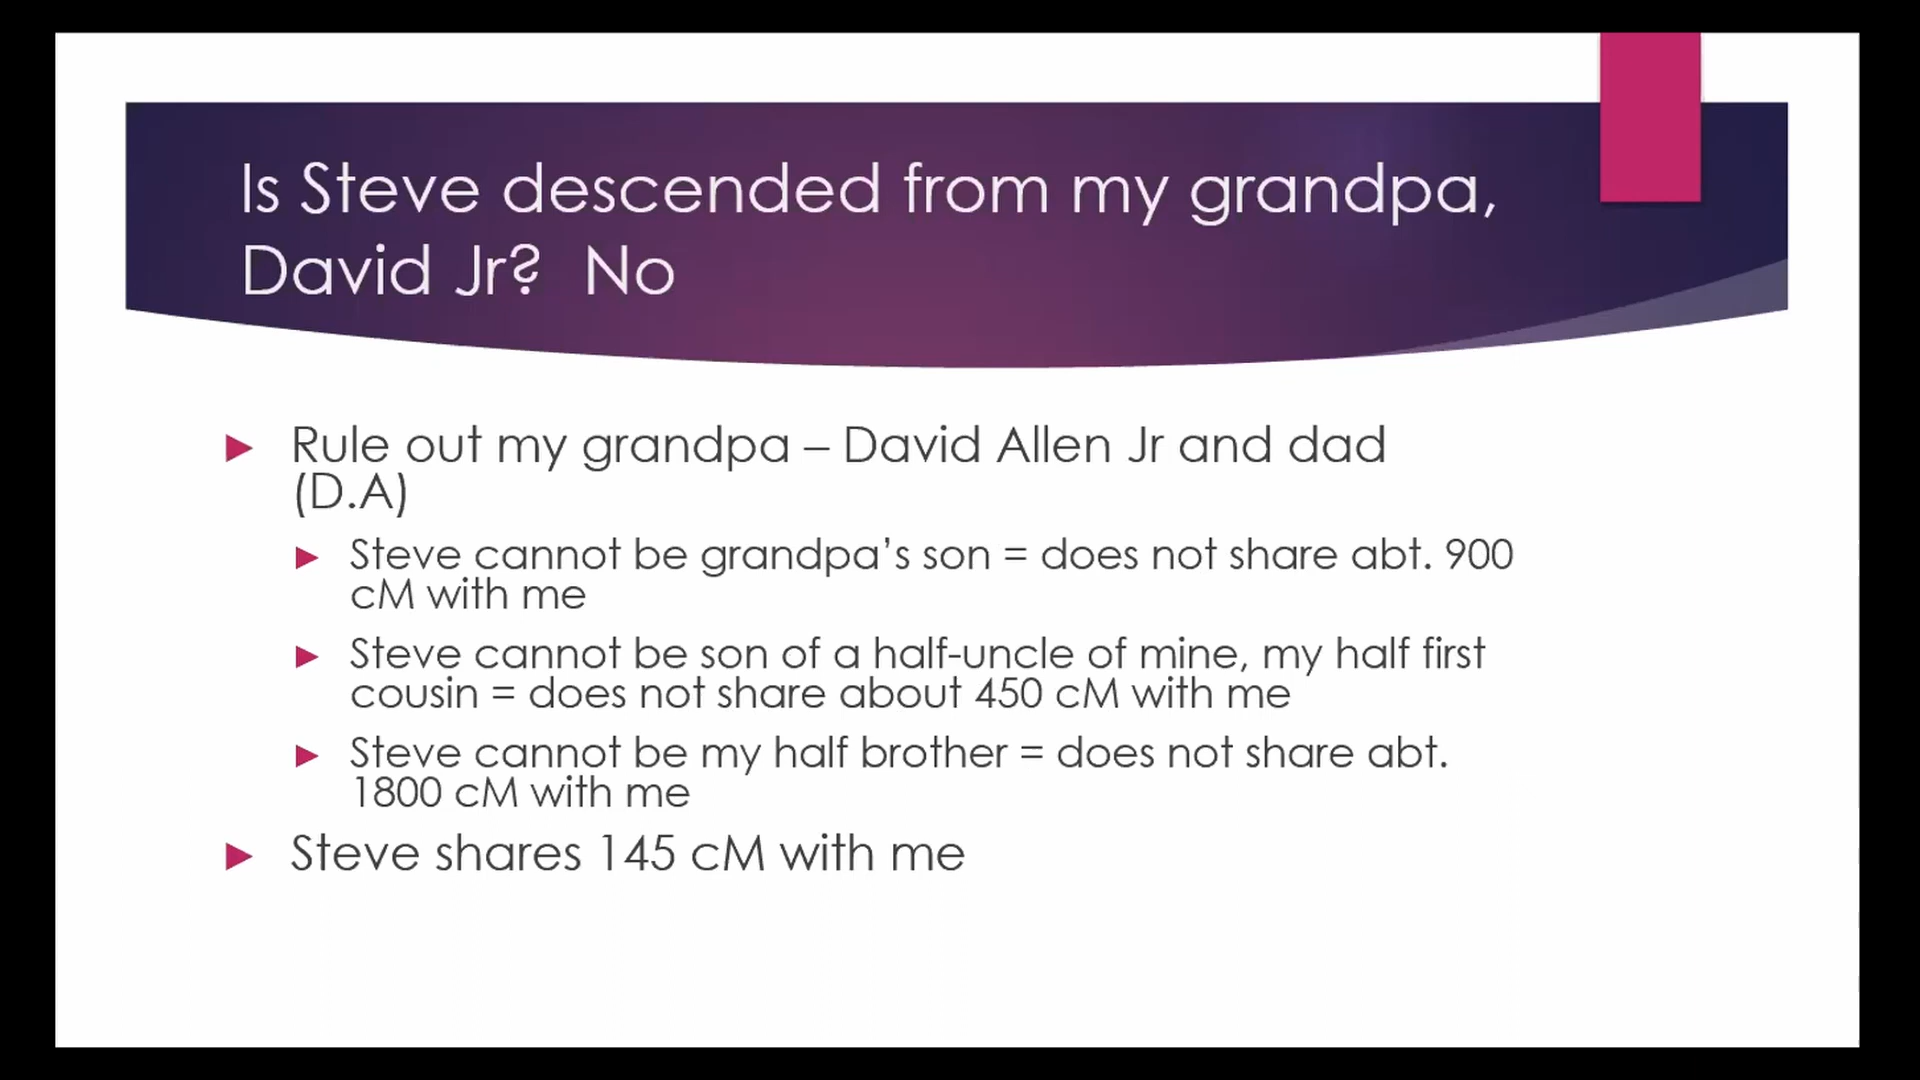 Is Steve descended from my grandpa,
David Jr?  No
Rule out my grandpa – David Allen Jr and dad
(D.A)
Steve cannot be grandpa’s son = does not share abt. 900
cM with me
Steve cannot be son of a half-uncle of mine, my half first
cousin = does not share about 450 cM with me
Steve cannot be my half brother = does not share abt.
1800 cM with me
Steve shares 145 cM with me